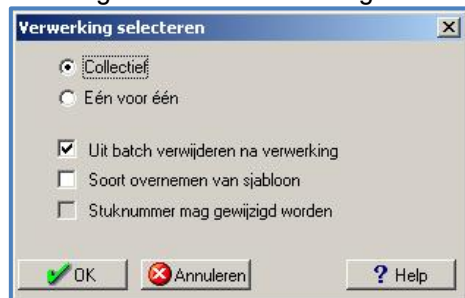 Verwerking selecteren
Collectief
Eén voor één
Uit batch verwijderen na verwerking
Soort overnemen van sjabloon
Stuknummer mag gewijzigd worden
OK Annuleren ? Help